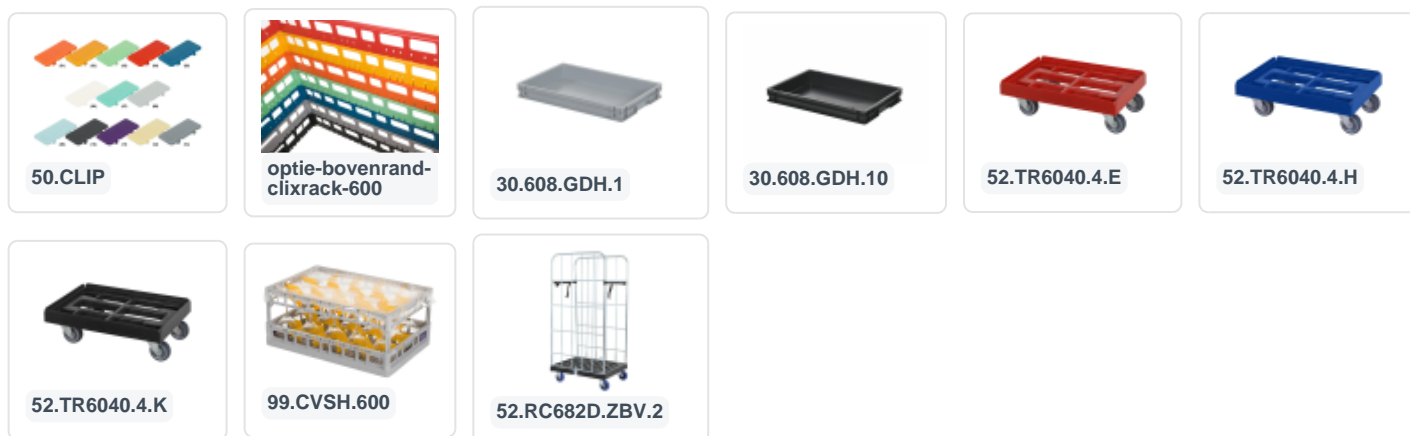 50.CLIP
optie-bovenrand-
clixrack-600
30.608.GDH.1
30.608.GDH.10
52.TR6040.4.E
52.TR6040.4.H
52.TR6040.4.K
99.CVSH.600
52.RC682D.ZBV.2